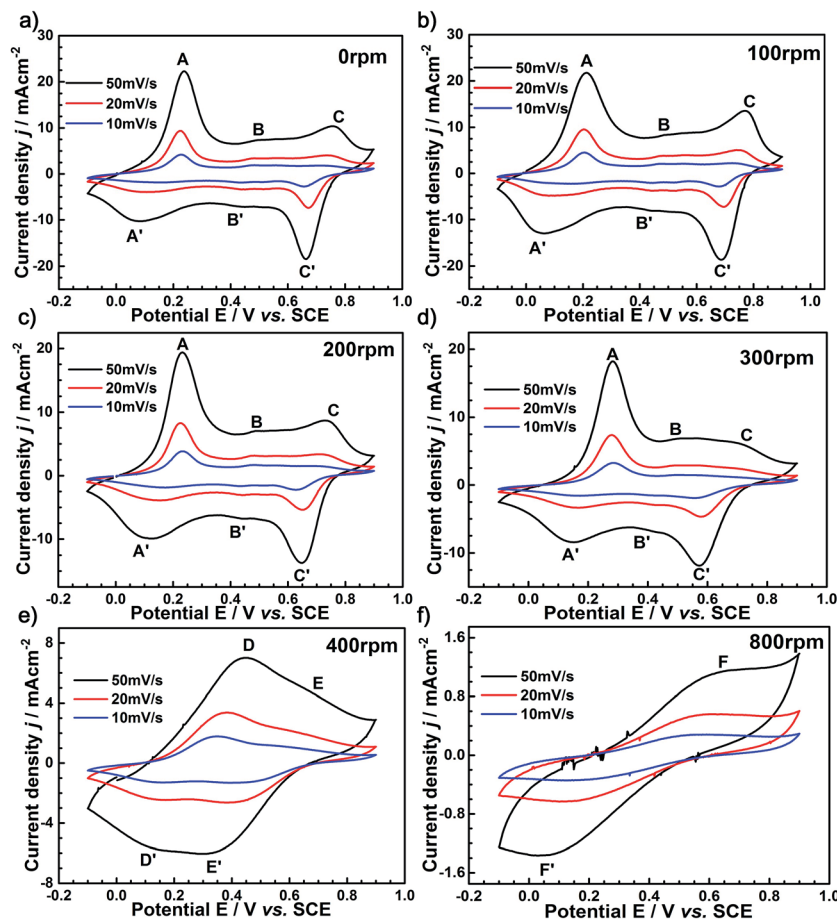 a)
0rpm
50mV/s
20mV/s
10mV/s
A
B
C
A'
B'
C'
30
20
10
0
-10
-20
-0.2 0.0 0.2 0.4 0.6 0.8 1.0
Current density j / mAcm-2
Potential E / V vs. SCE
b)
100rpm
50mV/s
20mV/s
10mV/s
A
B
C
A'
B'
C'
30
20
10
0
-10
-20
-0.2 0.0 0.2 0.4 0.6 0.8 1.0
Current density j / mAcm-2
Potential E / V vs. SCE
c)
200rpm
50mV/s
20mV/s
10mV/s
A
B
C
A'
B'
C'
20
10
0
-10
-0.2 0.0 0.2 0.4 0.6 0.8 1.0
Current density j / mAcm-2
Potential E / V vs. SCE
d)
300rpm
50mV/s
20mV/s
10mV/s
A
B
C
A'
B'
C'
20
10
0
-10
-0.2 0.0 0.2 0.4 0.6 0.8 1.0
Current density j / mAcm-2
Potential E / V vs. SCE
e)
400rpm
50mV/s
20mV/s
10mV/s
D
E
D'
E'
8
4
0
-4
-8
-0.2 0.0 0.2 0.4 0.6 0.8 1.0
Current density j / mAcm-2
Potential E / V vs. SCE
f)
800rpm
50mV/s
20mV/s
10mV/s
F
F'
1.6
0.8
0.0
-0.8
-1.6
-0.2 0.0 0.2 0.4 0.6 0.8 1.0
Current density j / mAcm-2
Potential E / V vs. SCE